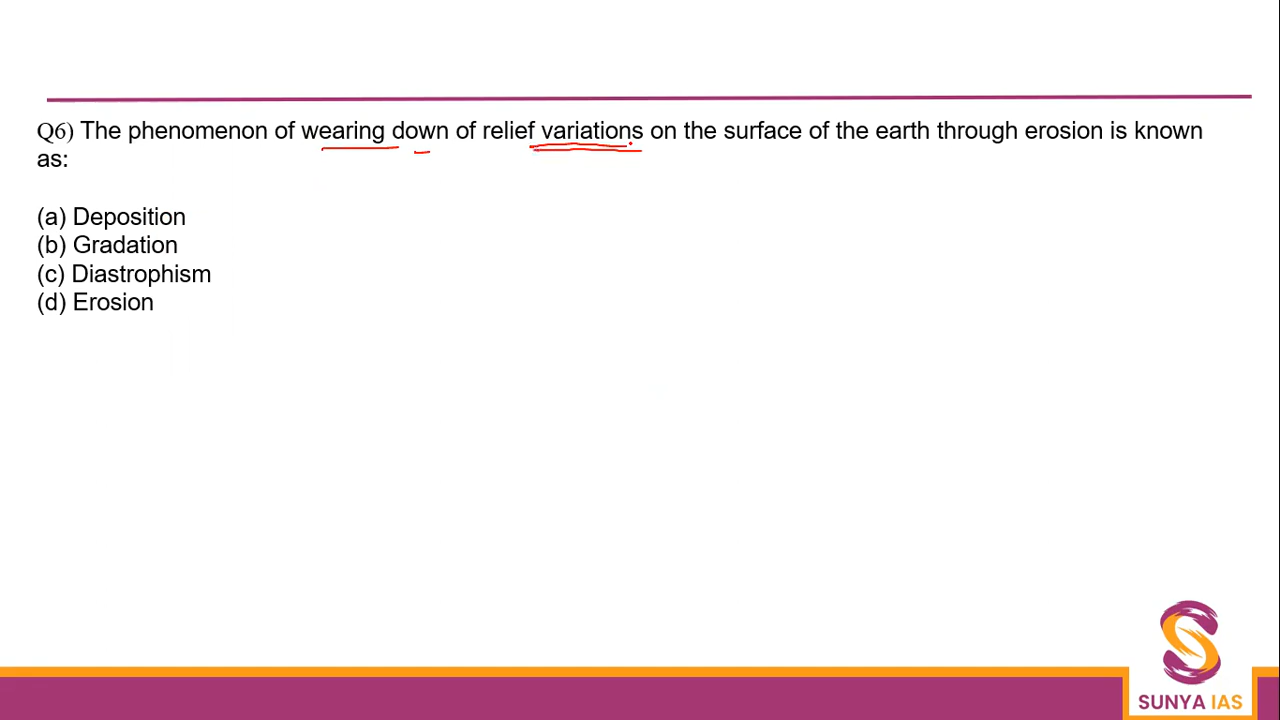 Q6) The phenomenon of wearing down of relief variations on the surface of the earth through erosion is known
as:
(a) Deposition
(b) Gradation
(c) Diastrophism
(d) Erosion
SUNYA IAS